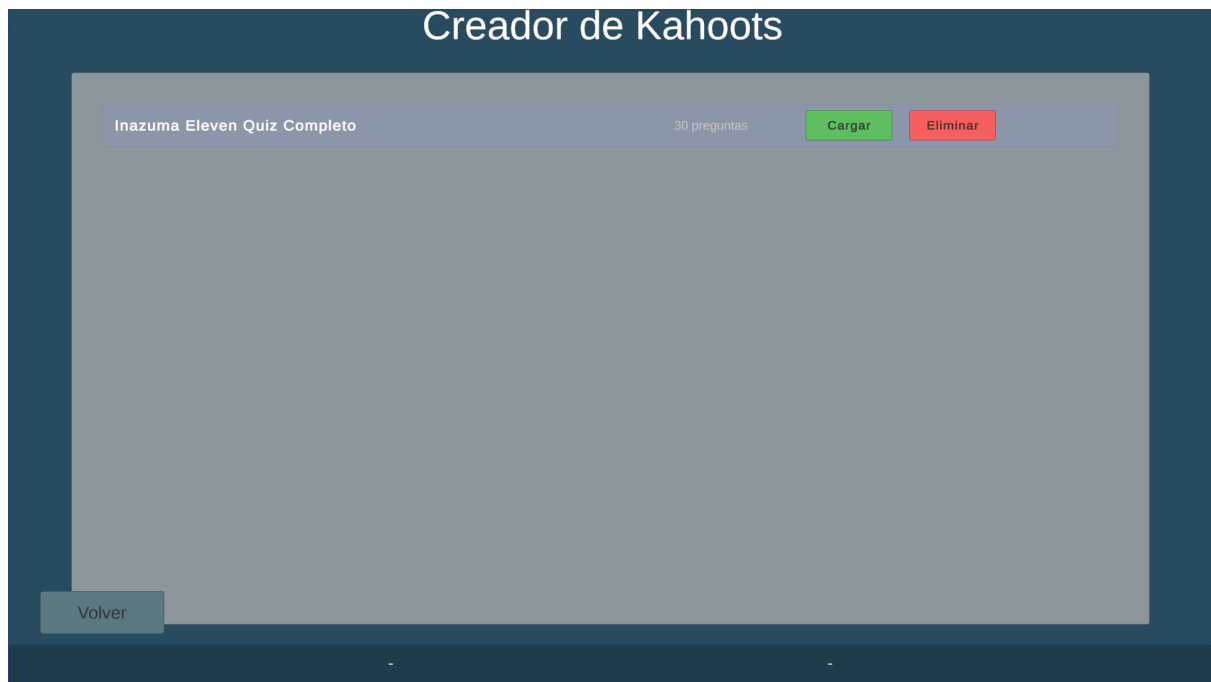 Creador de Kahoots
Inazuma Eleven Quiz Completo 30 preguntas Cargar Eliminar
Volver
- -